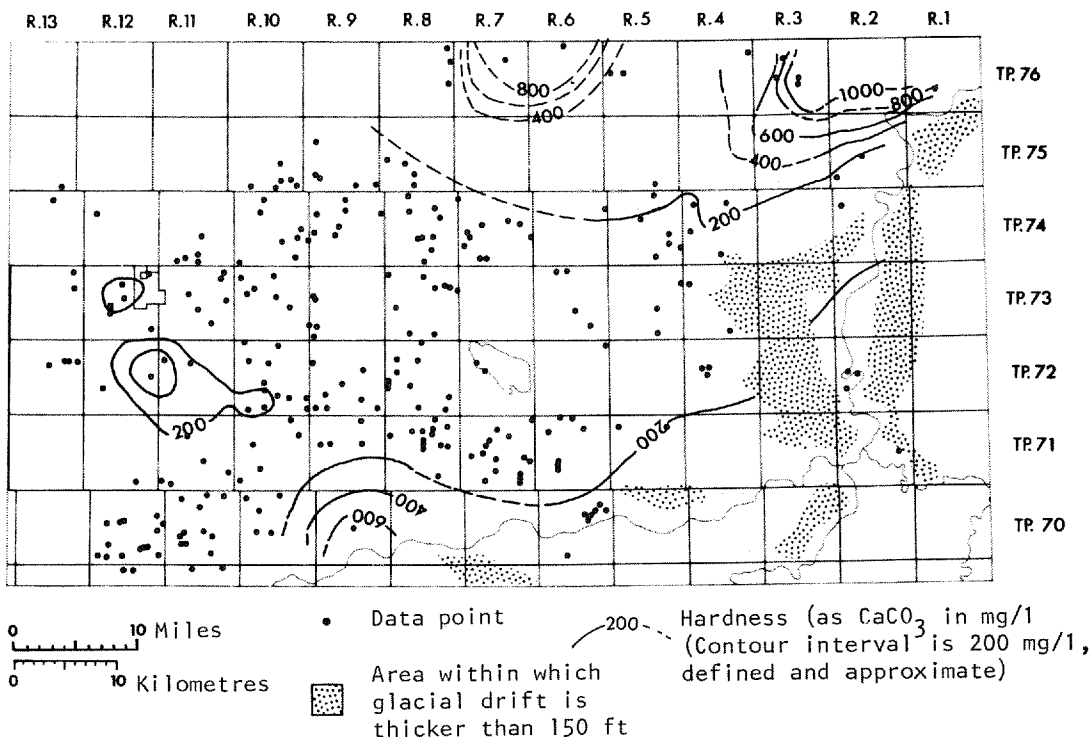 R.13 R.12 R.11 R.10 R.9 R.8 R.7 R.6 R.5 R.4 R.3 R.2 R.1
TP. 76
800
400
1000
800
600
400
TP. 75
200
TP. 74
TP. 73
TP. 72
200
200
TP. 71
400
600
TP. 70
0 10 Miles
0 10 Kilometres
Data point
Area within which
glacial drift is
thicker than 150 ft
200
Hardness (as CaCO3 in mg/l
(Contour interval is 200 mg/l,
defined and approximate)